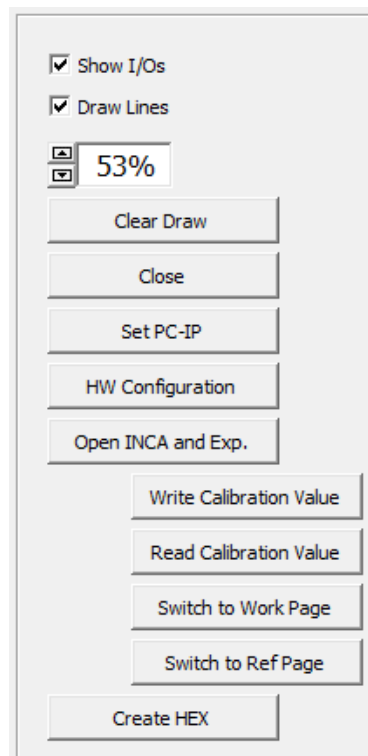 Show I/Os
Draw Lines
53%
Clear Draw
Close
Set PC-IP
HW Configuration
Open INCA and Exp.
Write Calibration Value
Read Calibration Value
Switch to Work Page
Switch to Ref Page
Create HEX